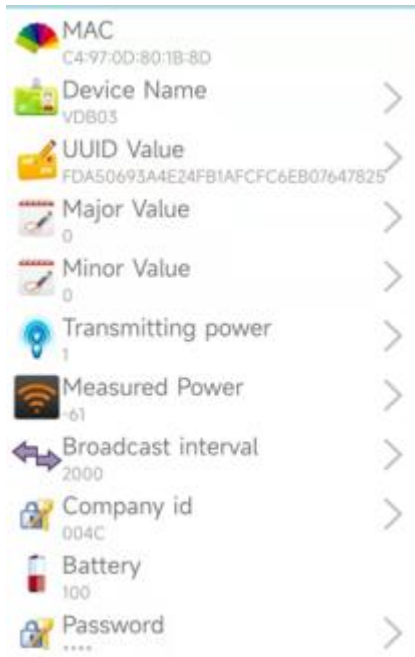 MAC
C4:97:0D:80:1B:8D
Device Name
VDB03
UUID Value
FDA50693A4E24FB1AFCFC6EB07647825
Major Value
0
Minor Value
0
Transmitting power
1
Measured Power
-61
Broadcast interval
2000
Company id
004C
Battery
100
Password
****